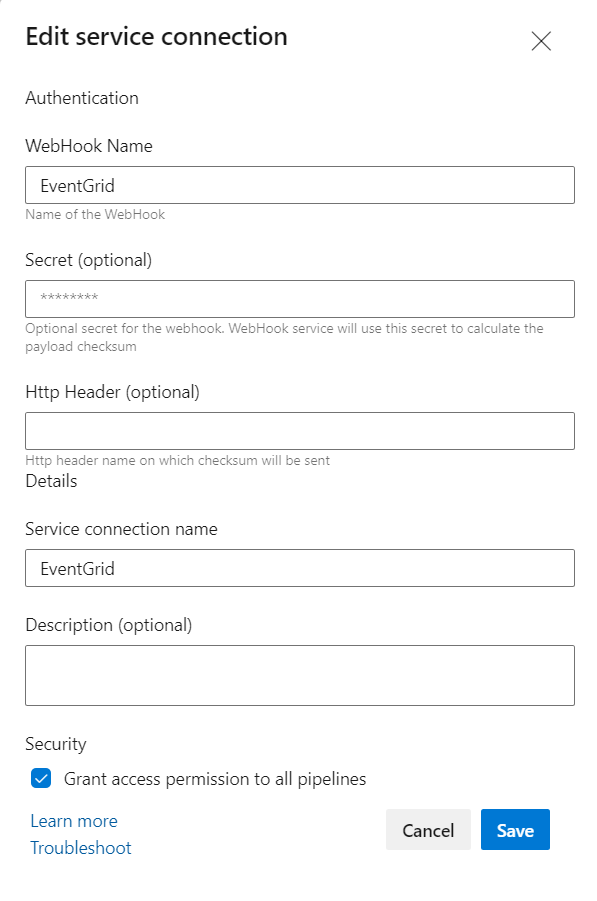 Edit service connection
Authentication
WebHook Name
EventGrid
Name of the WebHook
Secret (optional)
********
Optional secret for the webhook. WebHook service will use this secret to calculate the
payload checksum
Http Header (optional)
Http header name on which checksum will be sent
Details
Service connection name
EventGrid
Description (optional)
Security
Grant access permission to all pipelines
Learn more
Troubleshoot
Cancel
Save